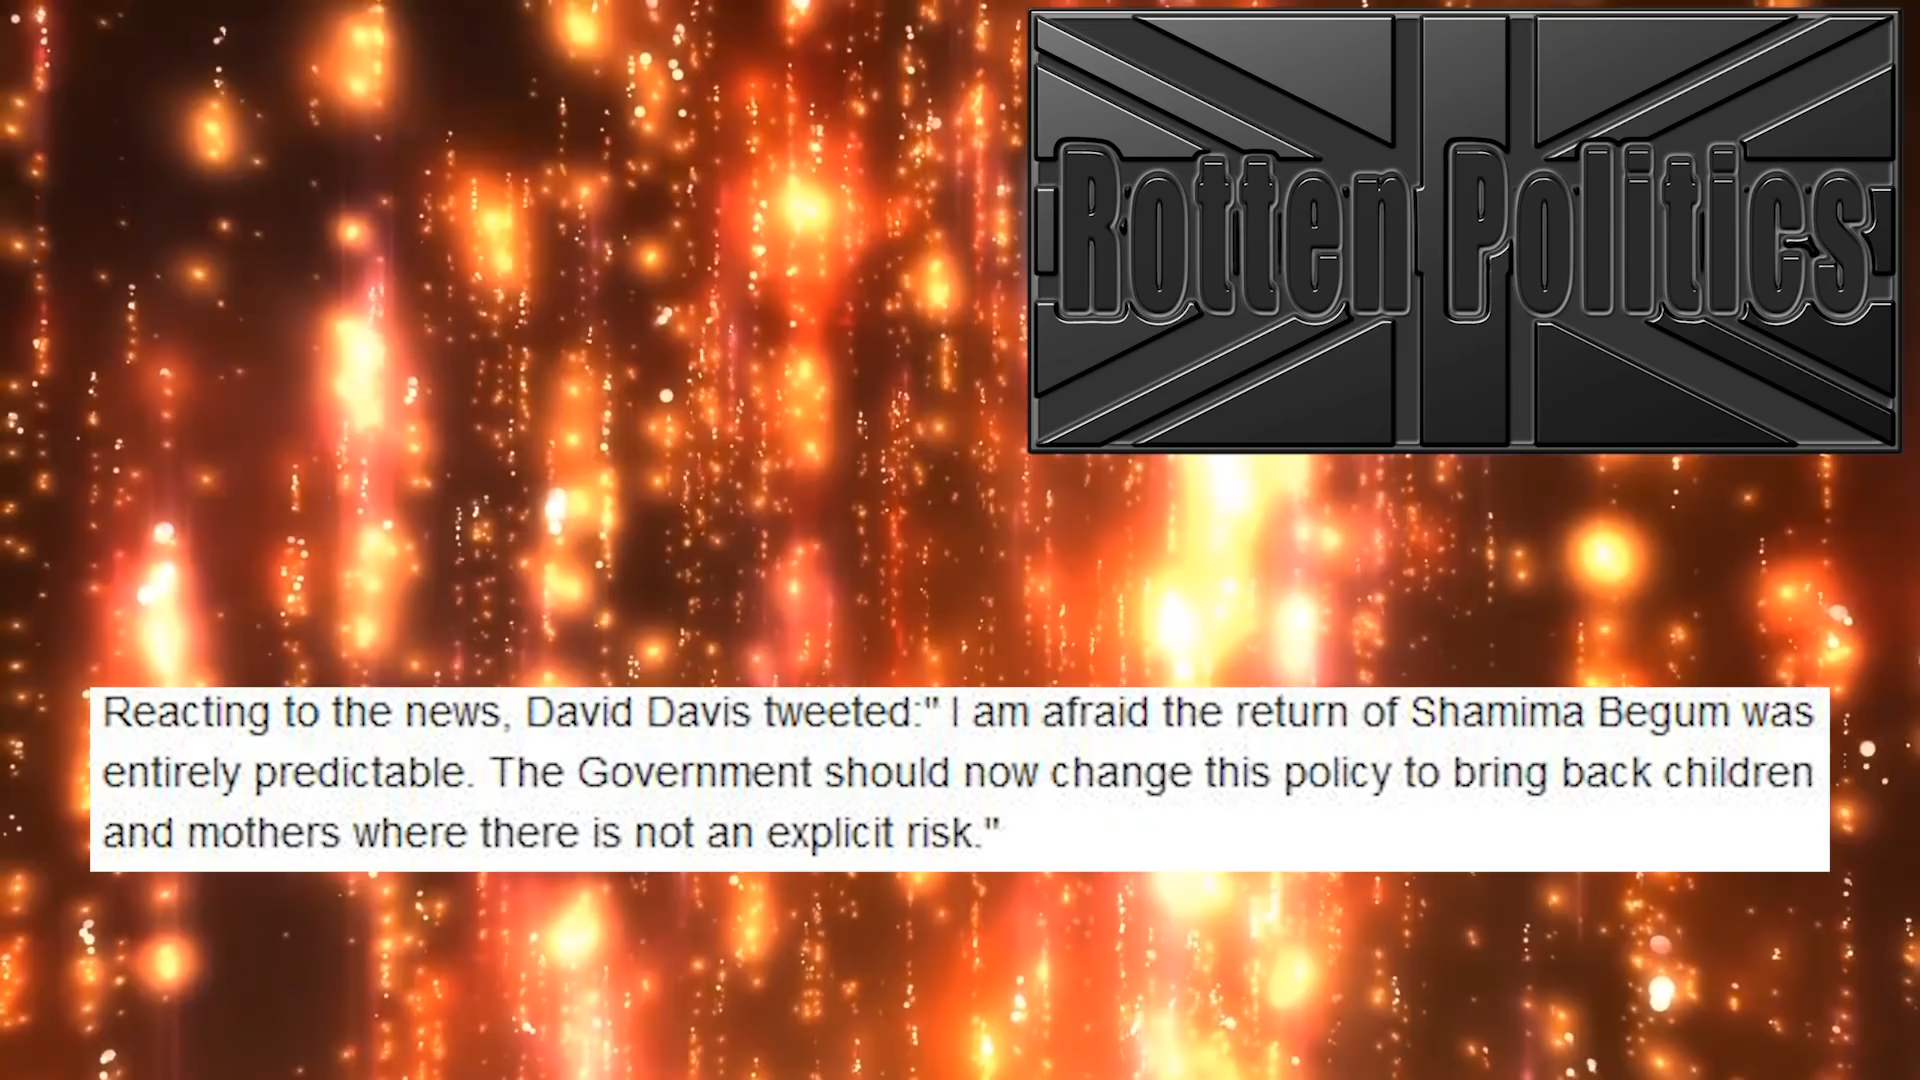 Rotten Politics
Reacting to the news, David Davis tweeted:" I am afraid the return of Shamima Begum was
entirely predictable. The Government should now change this policy to bring back children
and mothers where there is not an explicit risk."